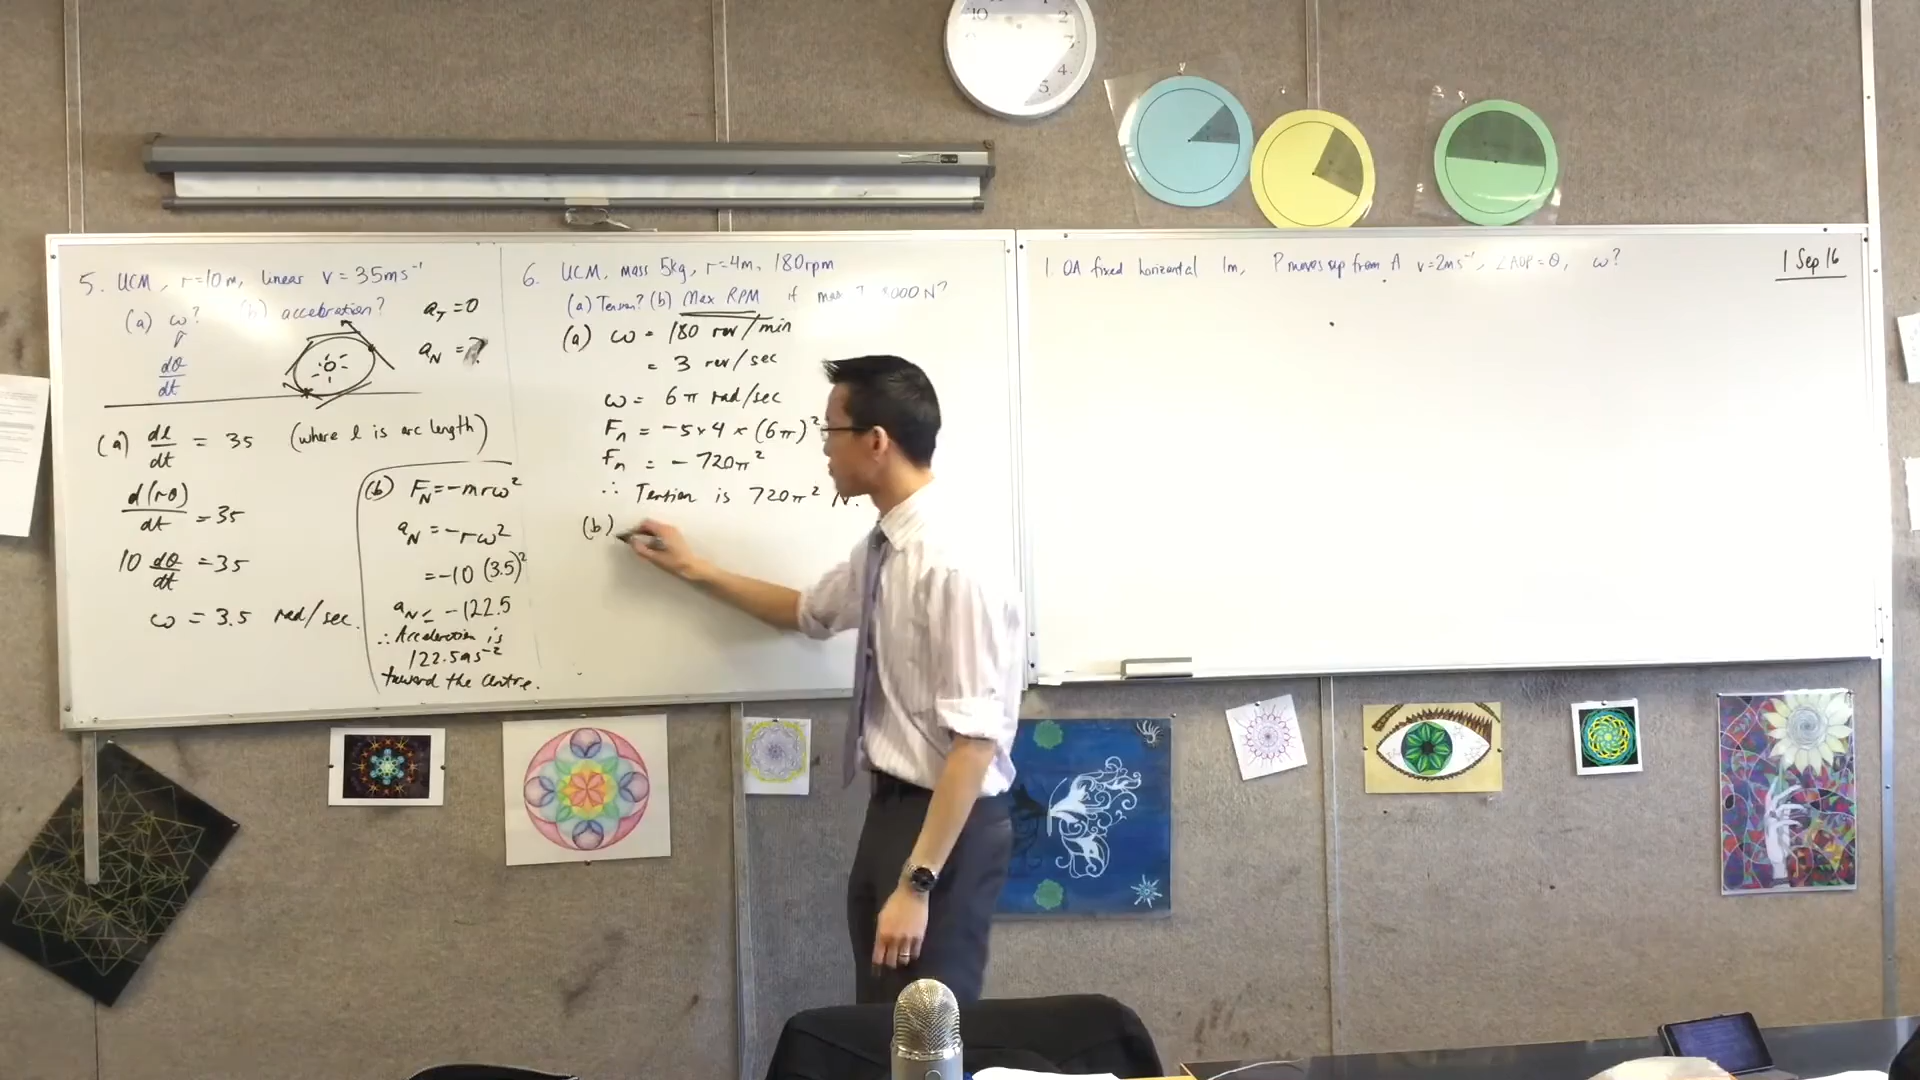 5. UCM, r=10m, linear v = 35ms⁻¹
(a) ω? (b) acceleration?
dθ/dt
a_T = 0
a_N = ?
(a) dl/dt = 35 (where l is arc length)
d(rθ)/dt = 35
10 dθ/dt = 35
ω = 3.5 rad/sec.
(b) F_N = -mrω²
a_N = -rω²
= -10 (3.5)²
a_N = -122.5
∴ Acceleration is
122.5ms⁻²
toward the centre.
6. UCM, mass 5kg, r=4m, 180rpm
(a) Tension? (b) Max RPM if max T 8000N?
(a) ω = 180 rev/min
= 3 rev/sec
ω = 6π rad/sec
F_n = -5×4×(6π)²
F_n = -720π²
∴ Tension is 720π² N.
(b)
1. OA fixed horizontal 1m, P moves up from A v=2ms⁻¹, ∠AOP=θ, ω?
1 Sep 16
10
2
4
5